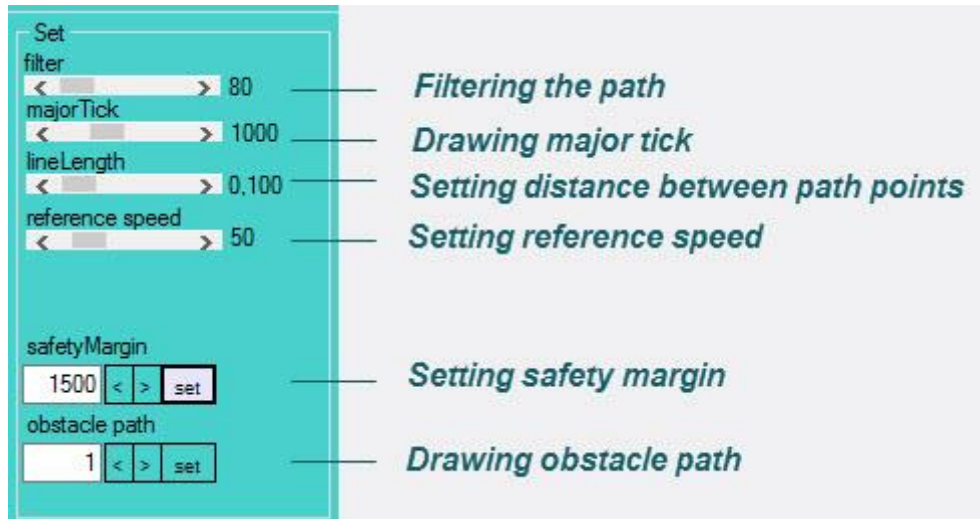 Set
filter
< > 80 Filtering the path
majorTick
< > 1000 Drawing major tick
lineLength
< > 0,100 Setting distance between path points
reference speed
< > 50 Setting reference speed
safetyMargin
1500 < > set Setting safety margin
obstacle path
1 < > set Drawing obstacle path